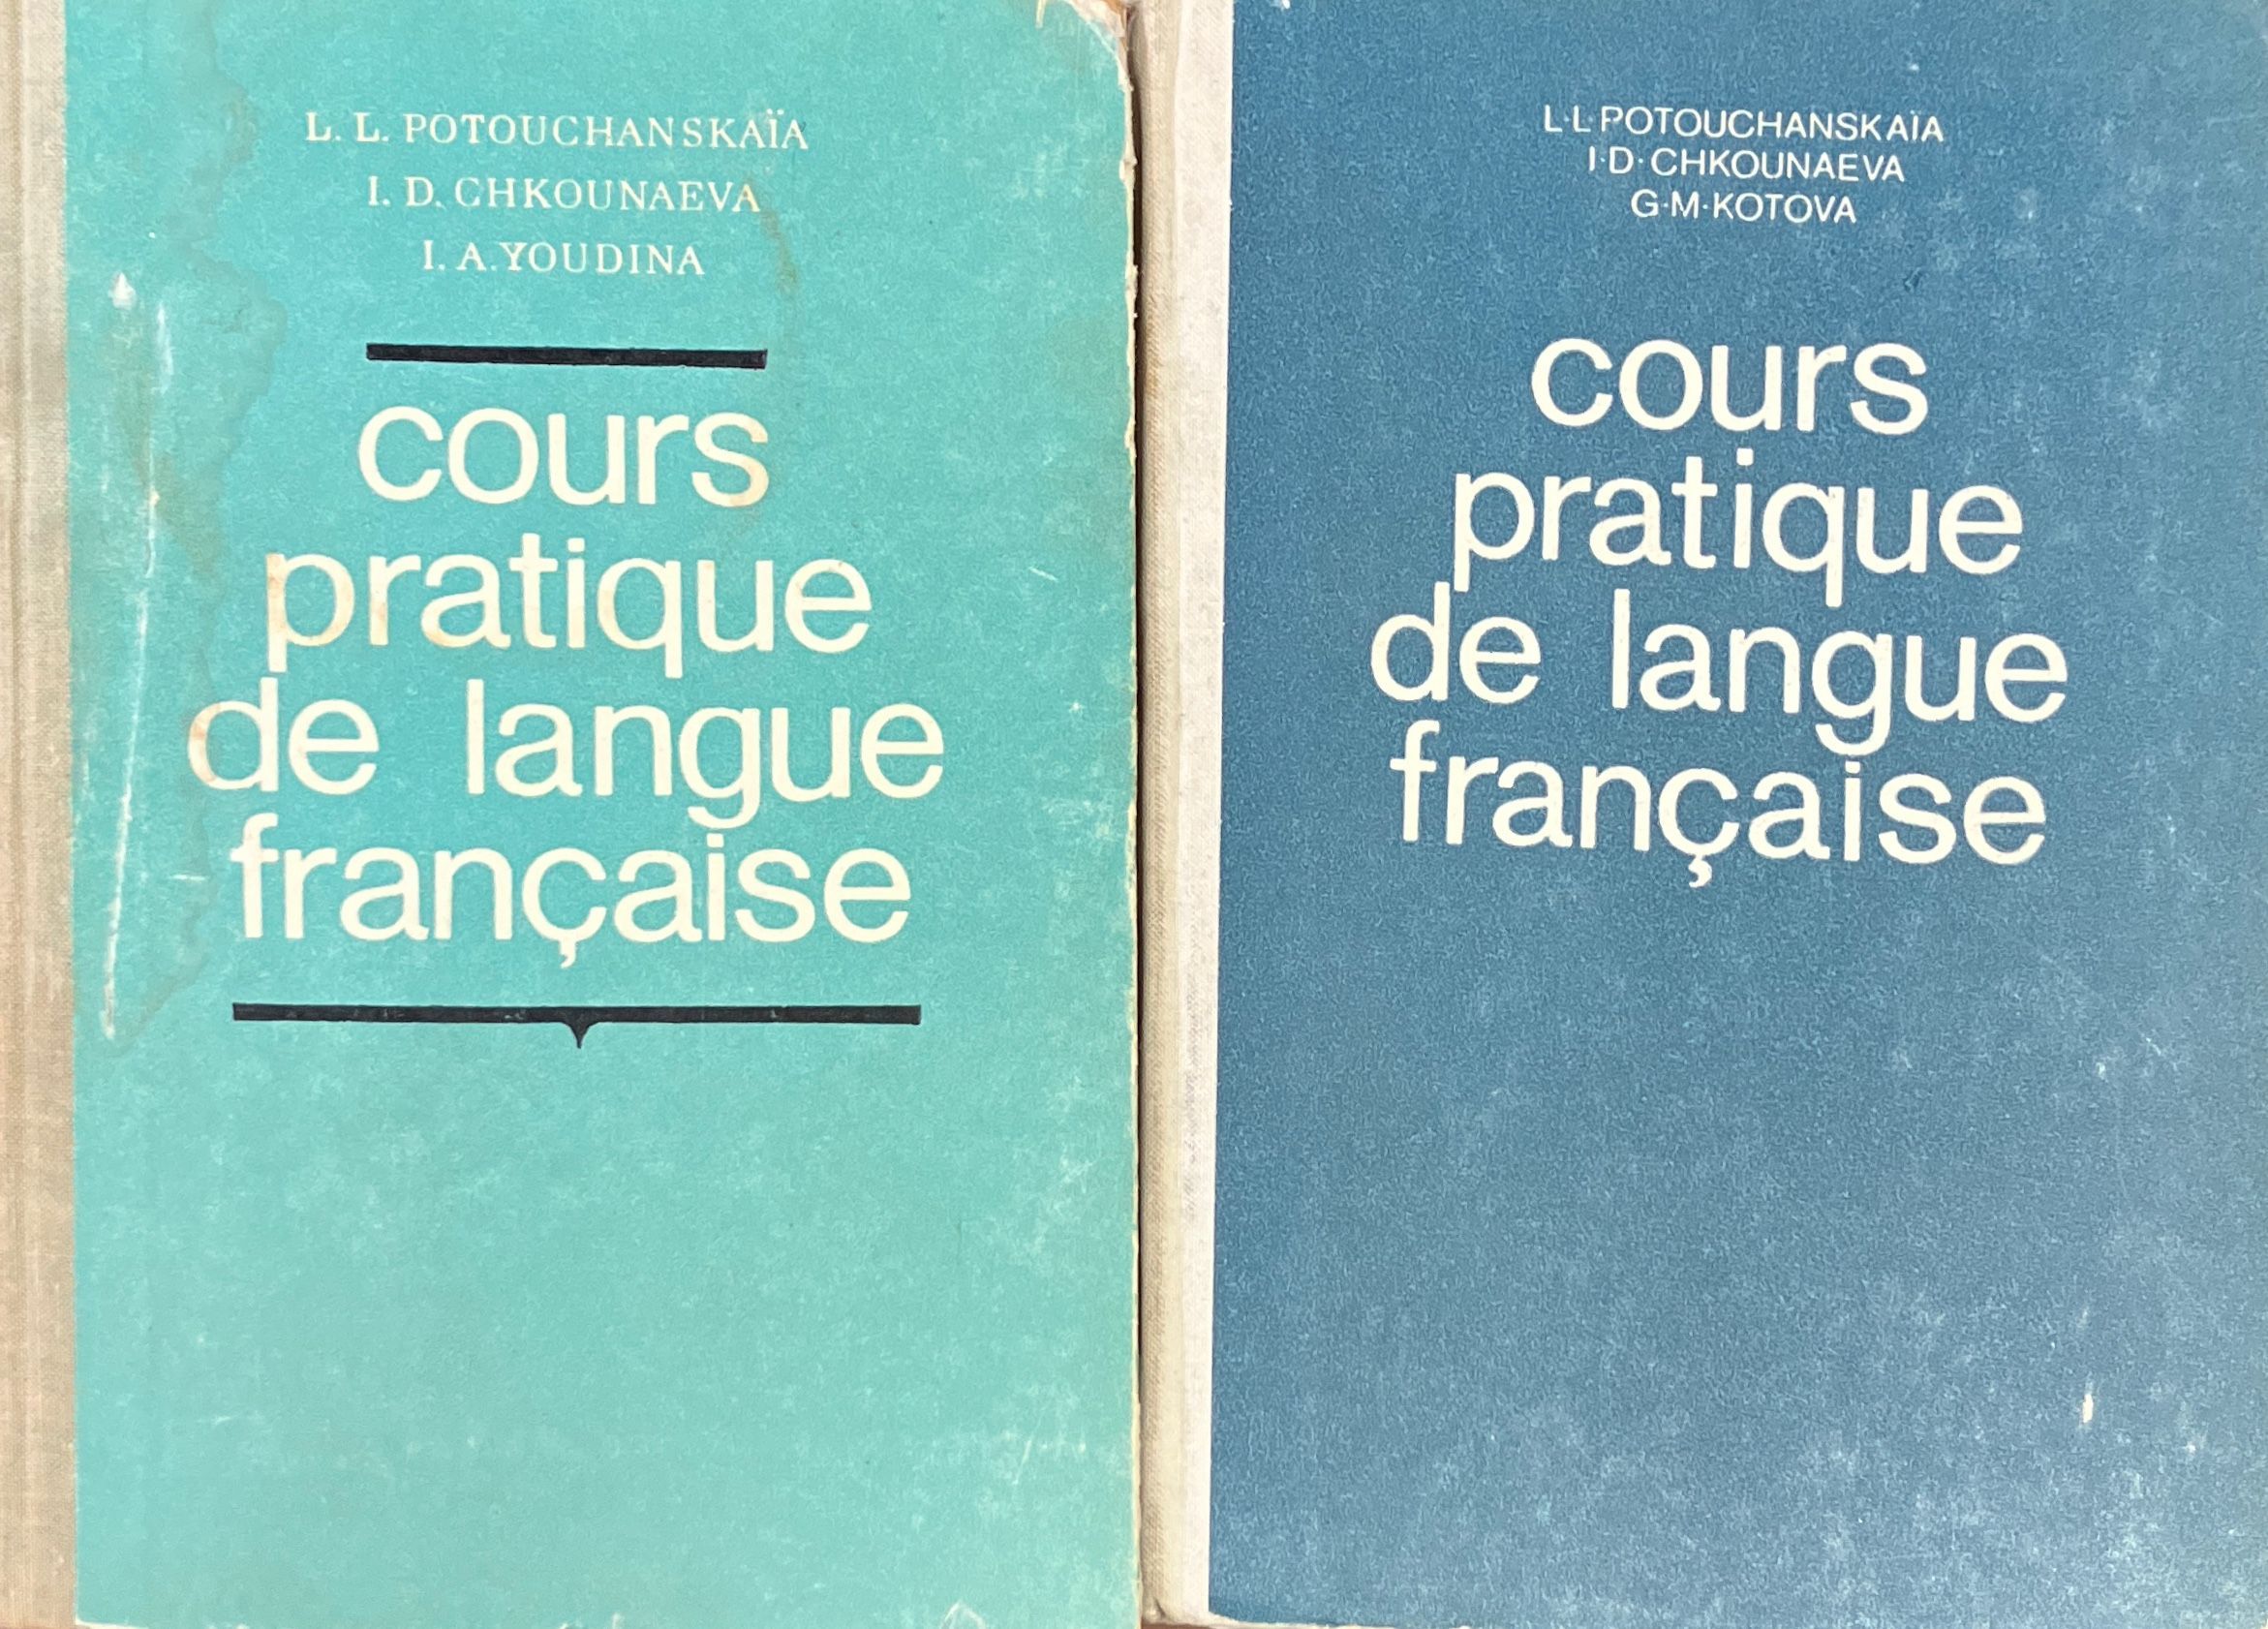 L. L. POTOUCHANSKAÏA
I. D. CHKOUNAEVA
I. A. YOUDINA
cours
pratique
de langue
française
L·L·POTOUCHANSKAÏA
I·D·CHKOUNAEVA
G·M·KOTOVA
cours
pratique
de langue
française